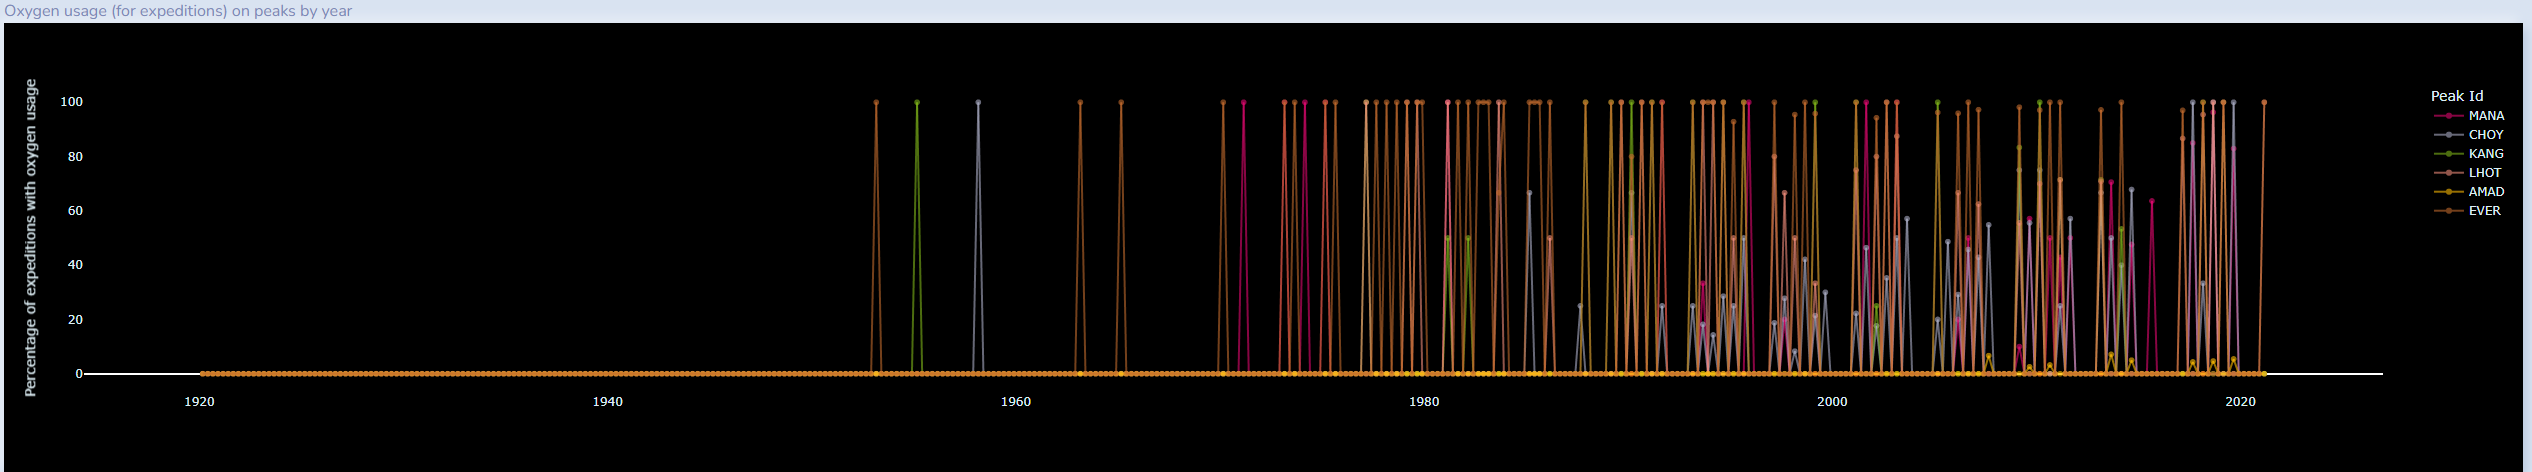 Oxygen usage (for expeditions) on peaks by year
Percentage of expeditions with oxygen usage
100
80
60
40
20
0
1920
1940
1960
1980
2000
2020
Peak Id
MANA
CHOY
KANG
LHOT
AMAD
EVER